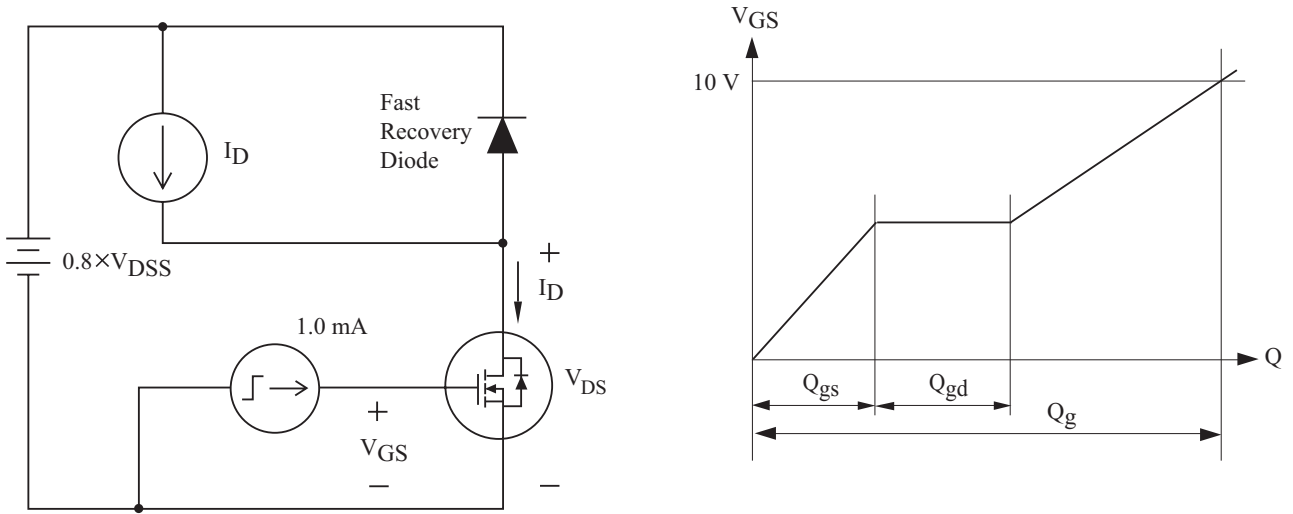 I_D
Fast
Recovery
Diode
0.8×V_DSS
+
I_D
1.0 mA
V_DS
+
V_GS
−
−
V_GS
10 V
Q
Q_gs
Q_gd
Q_g